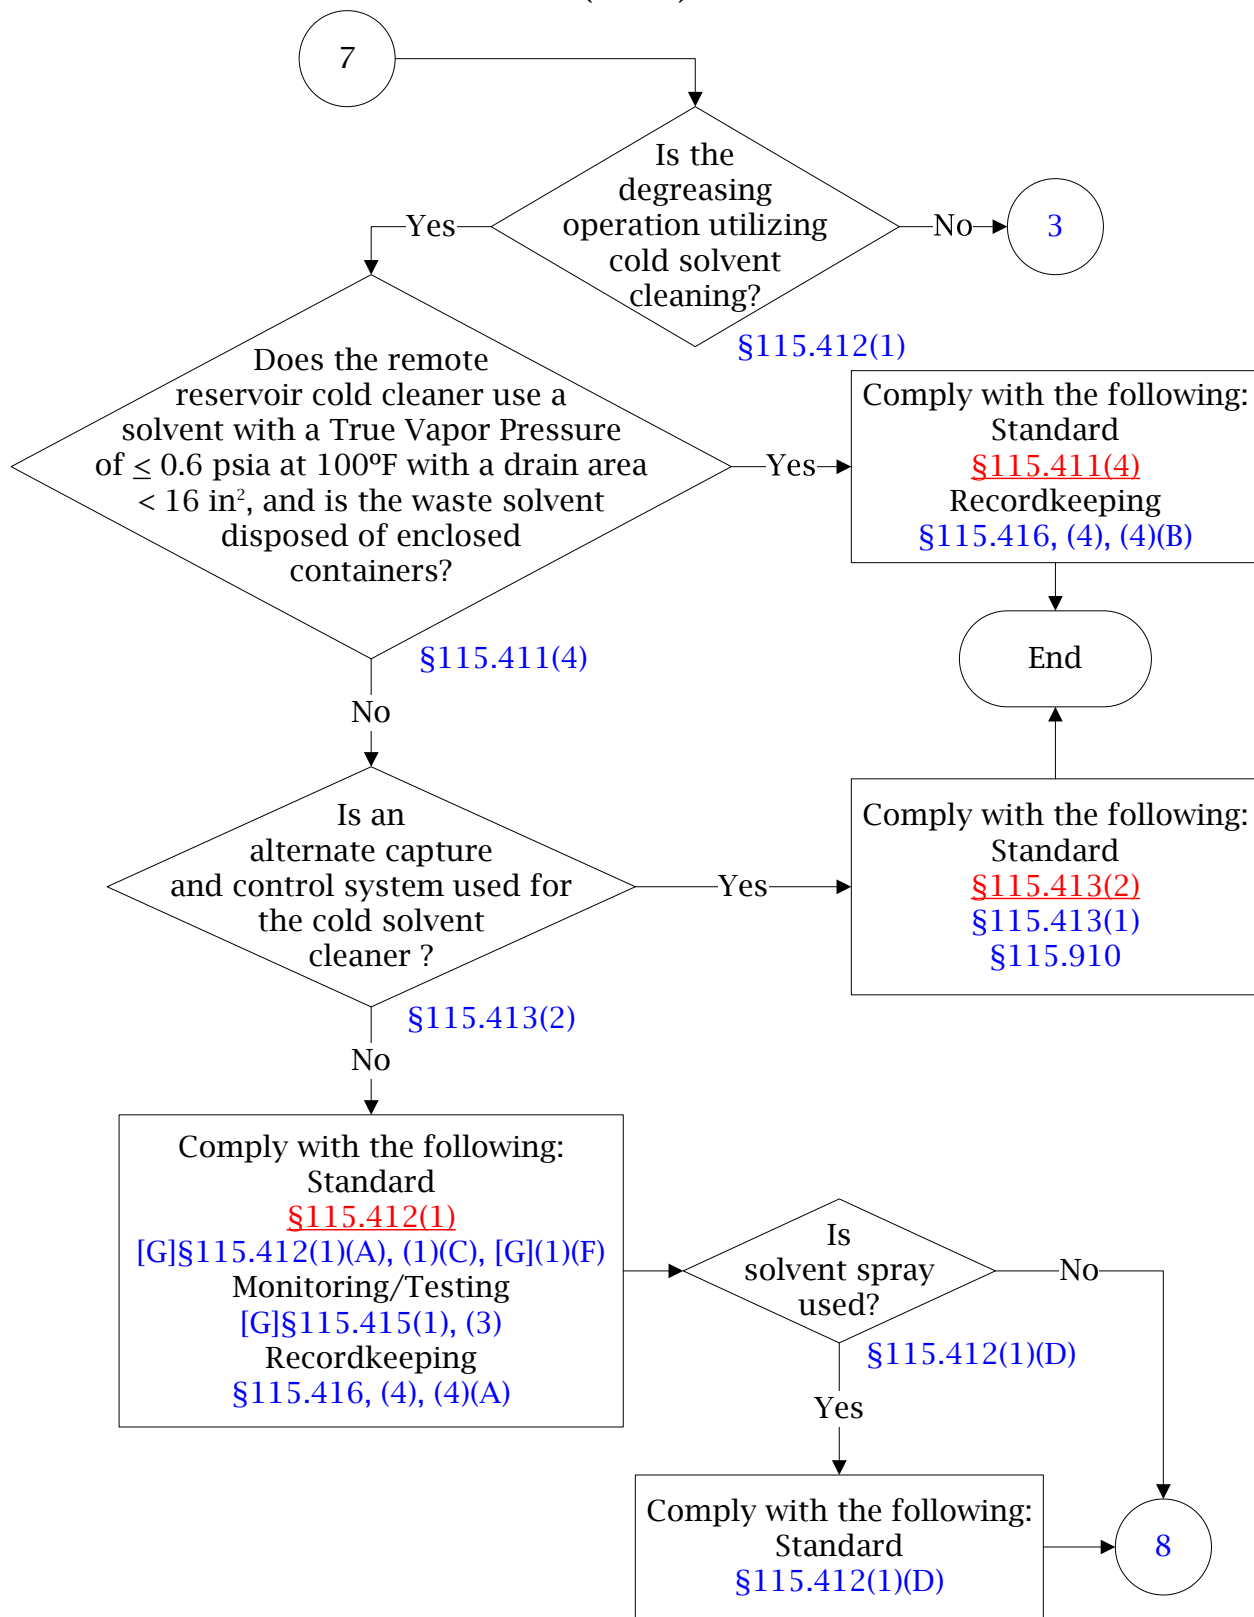 7
Is the
degreasing
operation utilizing
cold solvent
cleaning?
Yes
No
3
§115.412(1)
Does the remote
reservoir cold cleaner use a
solvent with a True Vapor Pressure
of ≤ 0.6 psia at 100ºF with a drain area
< 16 in², and is the waste solvent
disposed of enclosed
containers?
Yes
§115.411(4)
No
Comply with the following:
Standard
§115.411(4)
Recordkeeping
§115.416, (4), (4)(B)
End
Is an
alternate capture
and control system used for
the cold solvent
cleaner ?
Yes
§115.413(2)
No
Comply with the following:
Standard
§115.413(2)
§115.413(1)
§115.910
Comply with the following:
Standard
§115.412(1)
[G]§115.412(1)(A), (1)(C), [G](1)(F)
Monitoring/Testing
[G]§115.415(1), (3)
Recordkeeping
§115.416, (4), (4)(A)
Is
solvent spray
used?
No
§115.412(1)(D)
Yes
Comply with the following:
Standard
§115.412(1)(D)
8